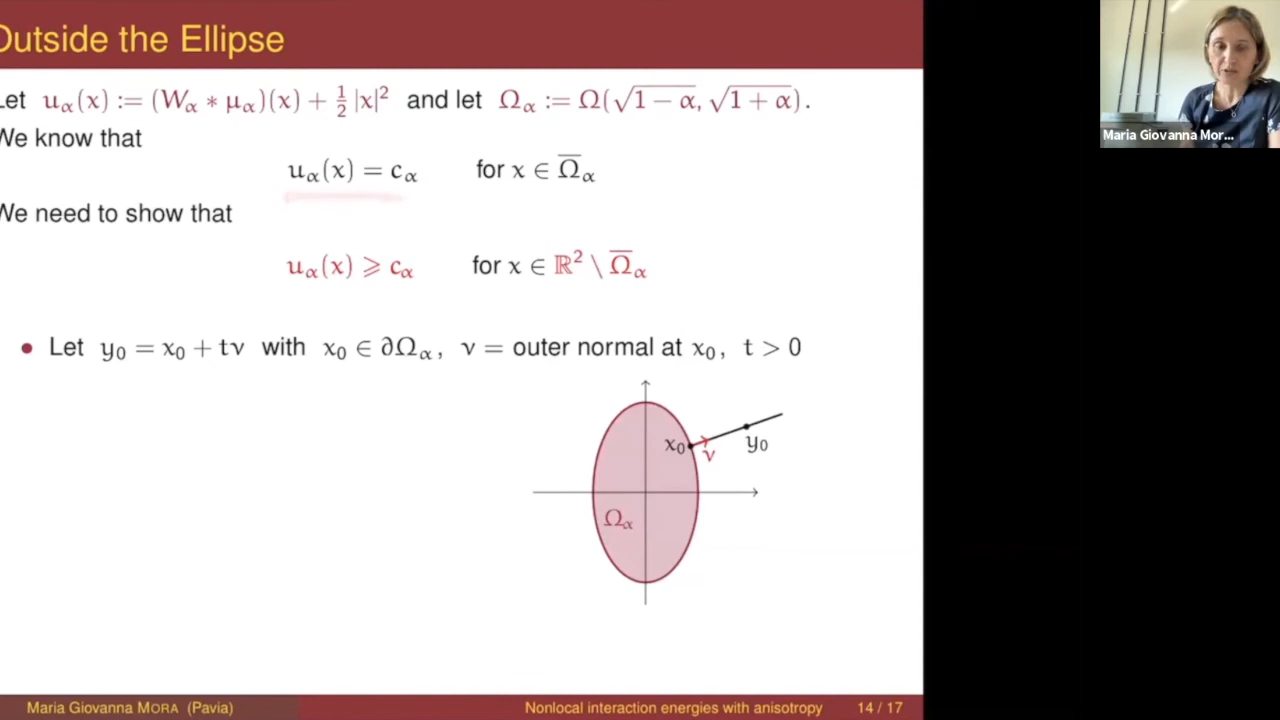 Outside the Ellipse
Let u_α(x) := (W_α ∗ μ_α)(x) + ½ |x|² and let Ω_α := Ω(√1 − α, √1 + α).
We know that
u_α(x) = c_α for x ∈ Ω̅_α
We need to show that
u_α(x) ⩾ c_α for x ∈ ℝ² \ Ω̅_α
• Let y₀ = x₀ + tν with x₀ ∈ ∂Ω_α, ν = outer normal at x₀, t > 0
x₀
ν
y₀
Ω_α
Maria Giovanna MORA (Pavia)
Nonlocal interaction energies with anisotropy
14 / 17
Maria Giovanna Mor...